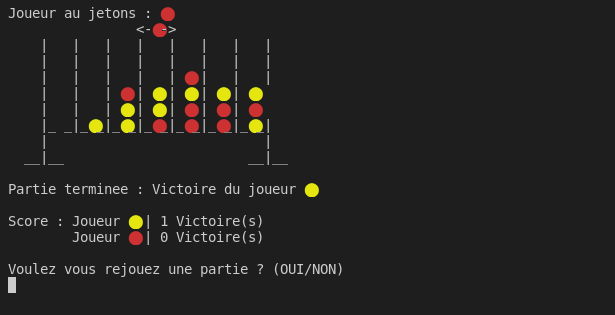 Joueur au jetons : 
<-->
Partie terminee : Victoire du joueur
Score : Joueur | 1 Victoire(s)
Joueur | 0 Victoire(s)
Voulez vous rejouez une partie ? (OUI/NON)